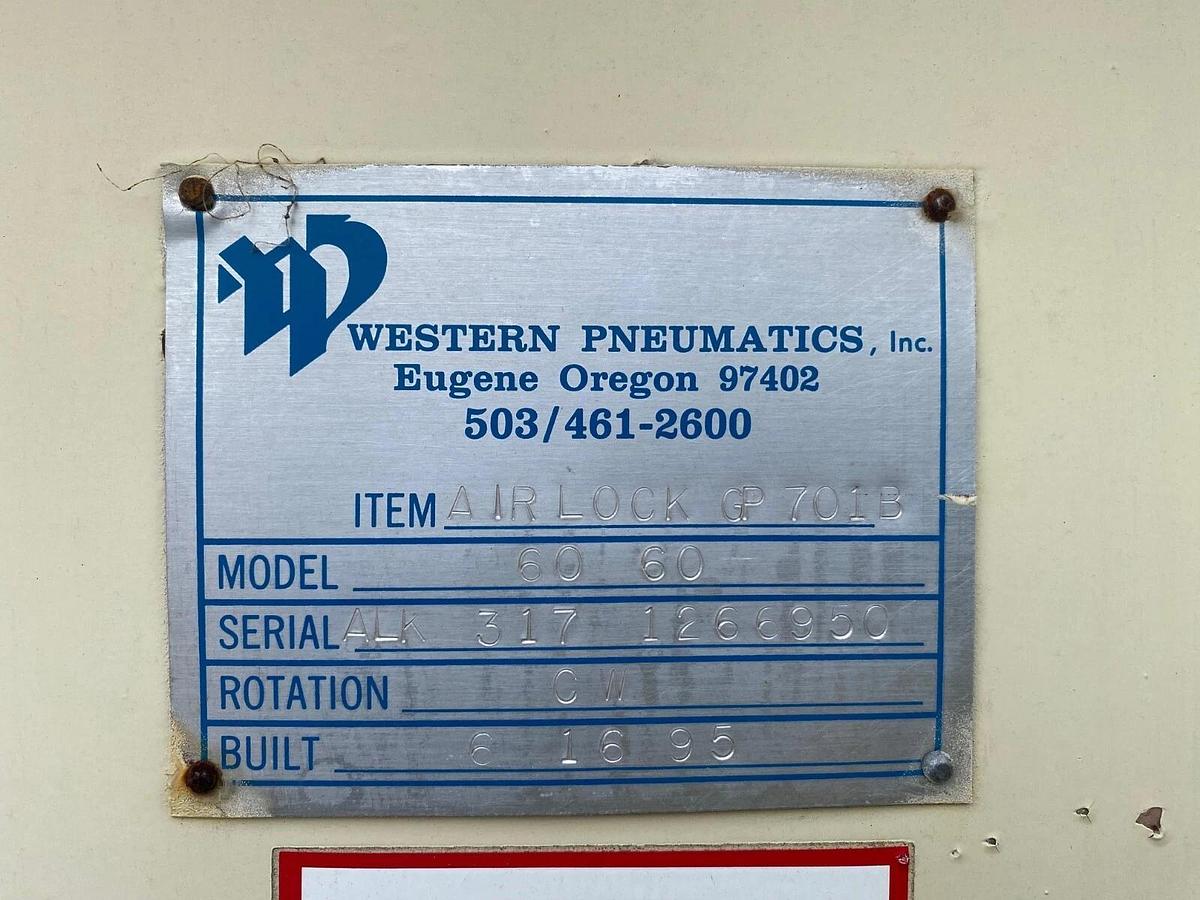 WESTERN PNEUMATICS, Inc.
Eugene Oregon 97402
503/461-2600
ITEM AIR LOCK GP 701B
MODEL 60 60
SERIAL ALK 317 1266950
ROTATION CW
BUILT 6 16 95